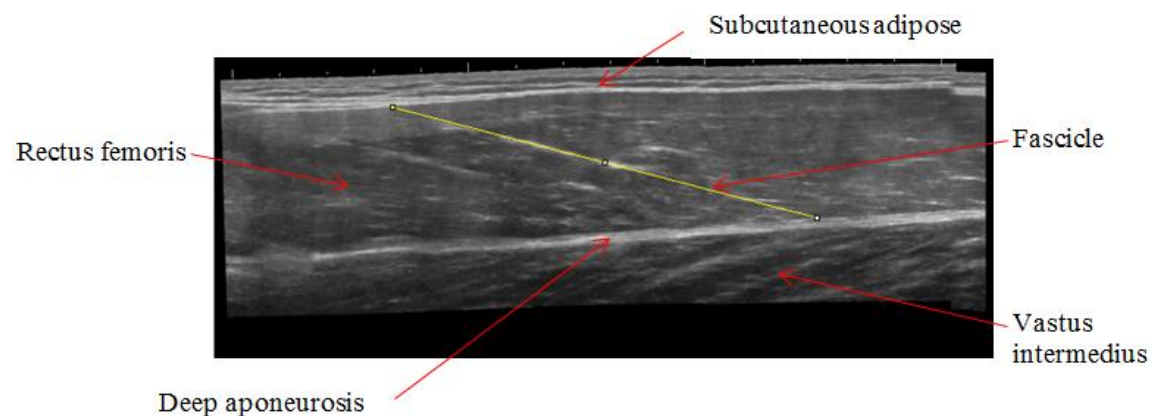 Subcutaneous adipose
Rectus femoris
Fascicle
Vastus
intermedius
Deep aponeurosis